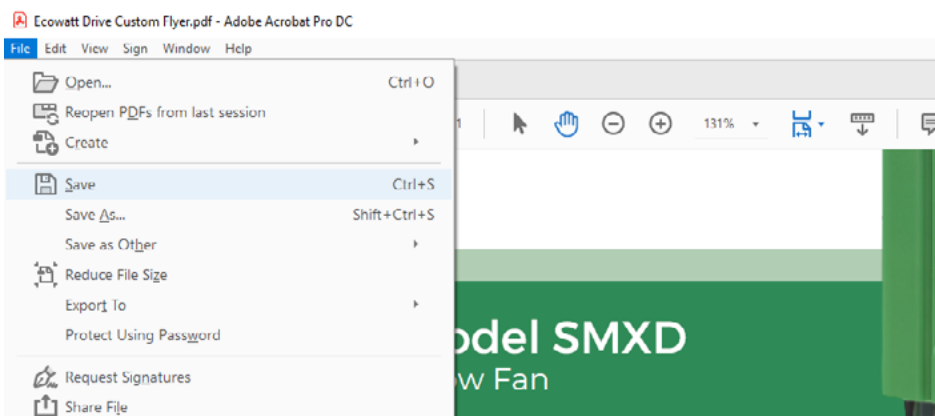 Ecowatt Drive Custom Flyer.pdf - Adobe Acrobat Pro DC
File Edit View Sign Window Help
Open... Ctrl+O
Reopen PDFs from last session
1 131%
Create
Save Ctrl+S
Save As... Shift+Ctrl+S
Save as Other
Reduce File Size
Export To
Protect Using Password
odel SMXD
ow Fan
Request Signatures
Share File